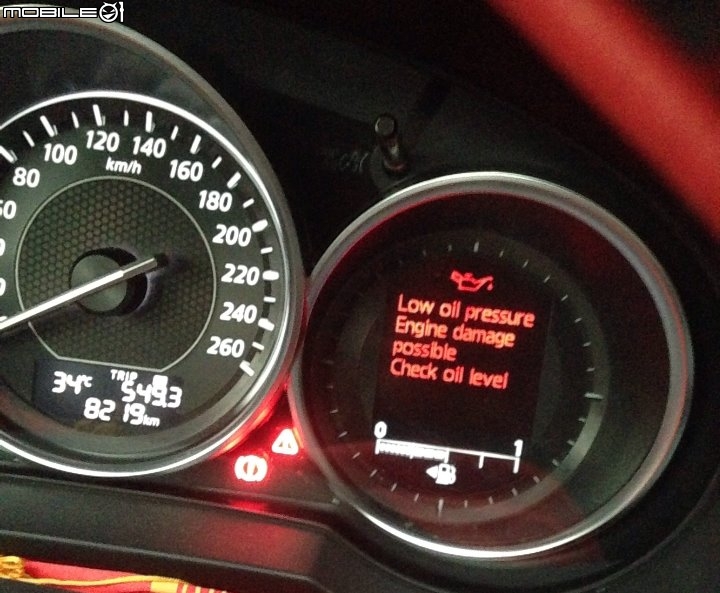 MOBILE01
80
100
120
140
160
180
200
220
240
260
km/h
TRIP A
34°C 549.3
8219km
Low oil pressure
Engine damage
possible
Check oil level
0 1